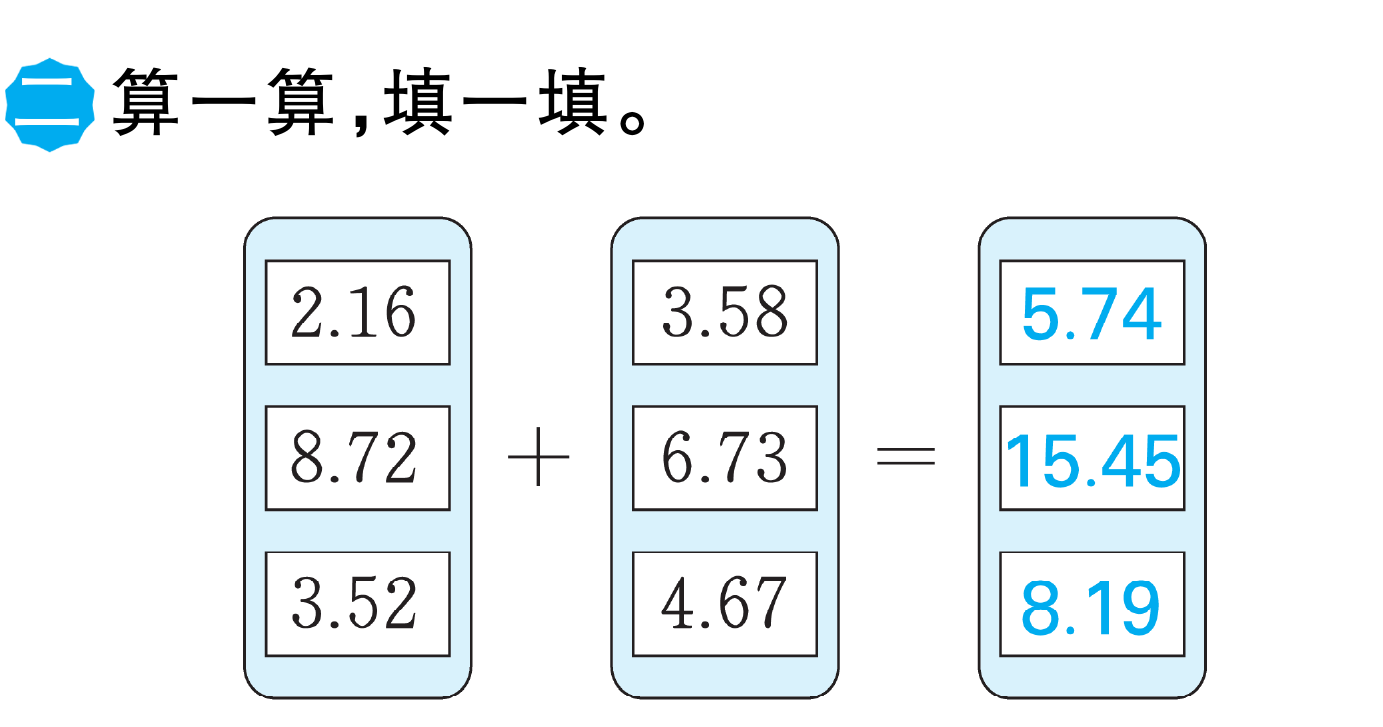 二 算一算,填一填。
2.16 3.58 5.74
8.72 + 6.73 = 15.45
3.52 4.67 8.19